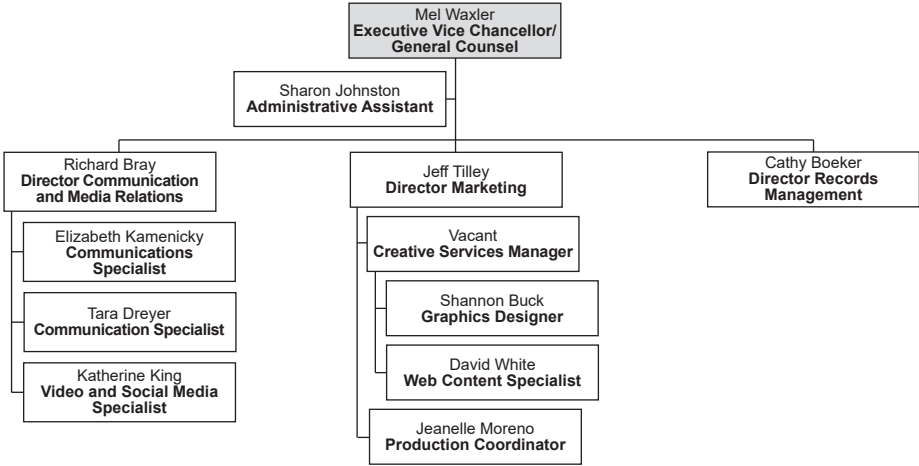 Mel Waxler
Executive Vice Chancellor/
General Counsel
Sharon Johnston
Administrative Assistant
Richard Bray
Director Communication
and Media Relations
Elizabeth Kamenicky
Communications
Specialist
Tara Dreyer
Communication Specialist
Katherine King
Video and Social Media
Specialist
Jeff Tilley
Director Marketing
Vacant
Creative Services Manager
Shannon Buck
Graphics Designer
David White
Web Content Specialist
Jeanelle Moreno
Production Coordinator
Cathy Boeker
Director Records
Management